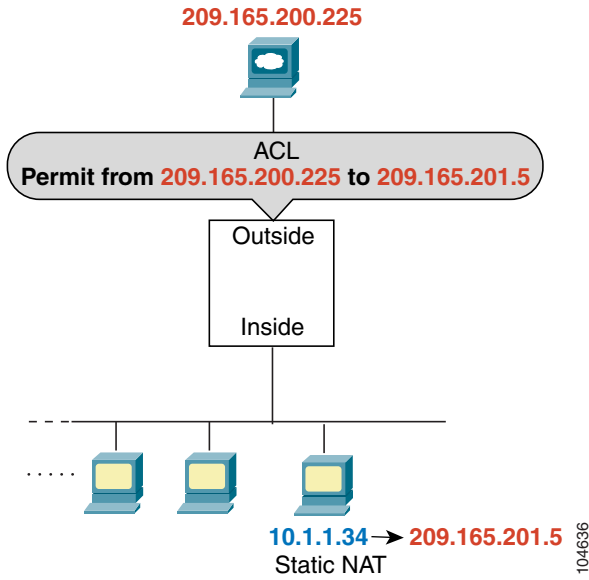 209.165.200.225
ACL
Permit from 209.165.200.225 to 209.165.201.5
Outside
Inside
10.1.1.34 → 209.165.201.5
Static NAT
104636